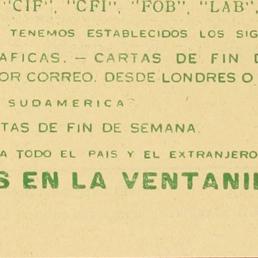 "CIF", "CFI", "FOB", "LAB",
TENEMOS ESTABLECIDOS LOS SIG
AFICAS. — CARTAS DE FIN D
OR CORREO. DESDE LONDRES O
SUDAMERICA
TAS DE FIN DE SEMANA.
A TODO EL PAIS Y EL EXTRANJERO
S EN LA VENTANI